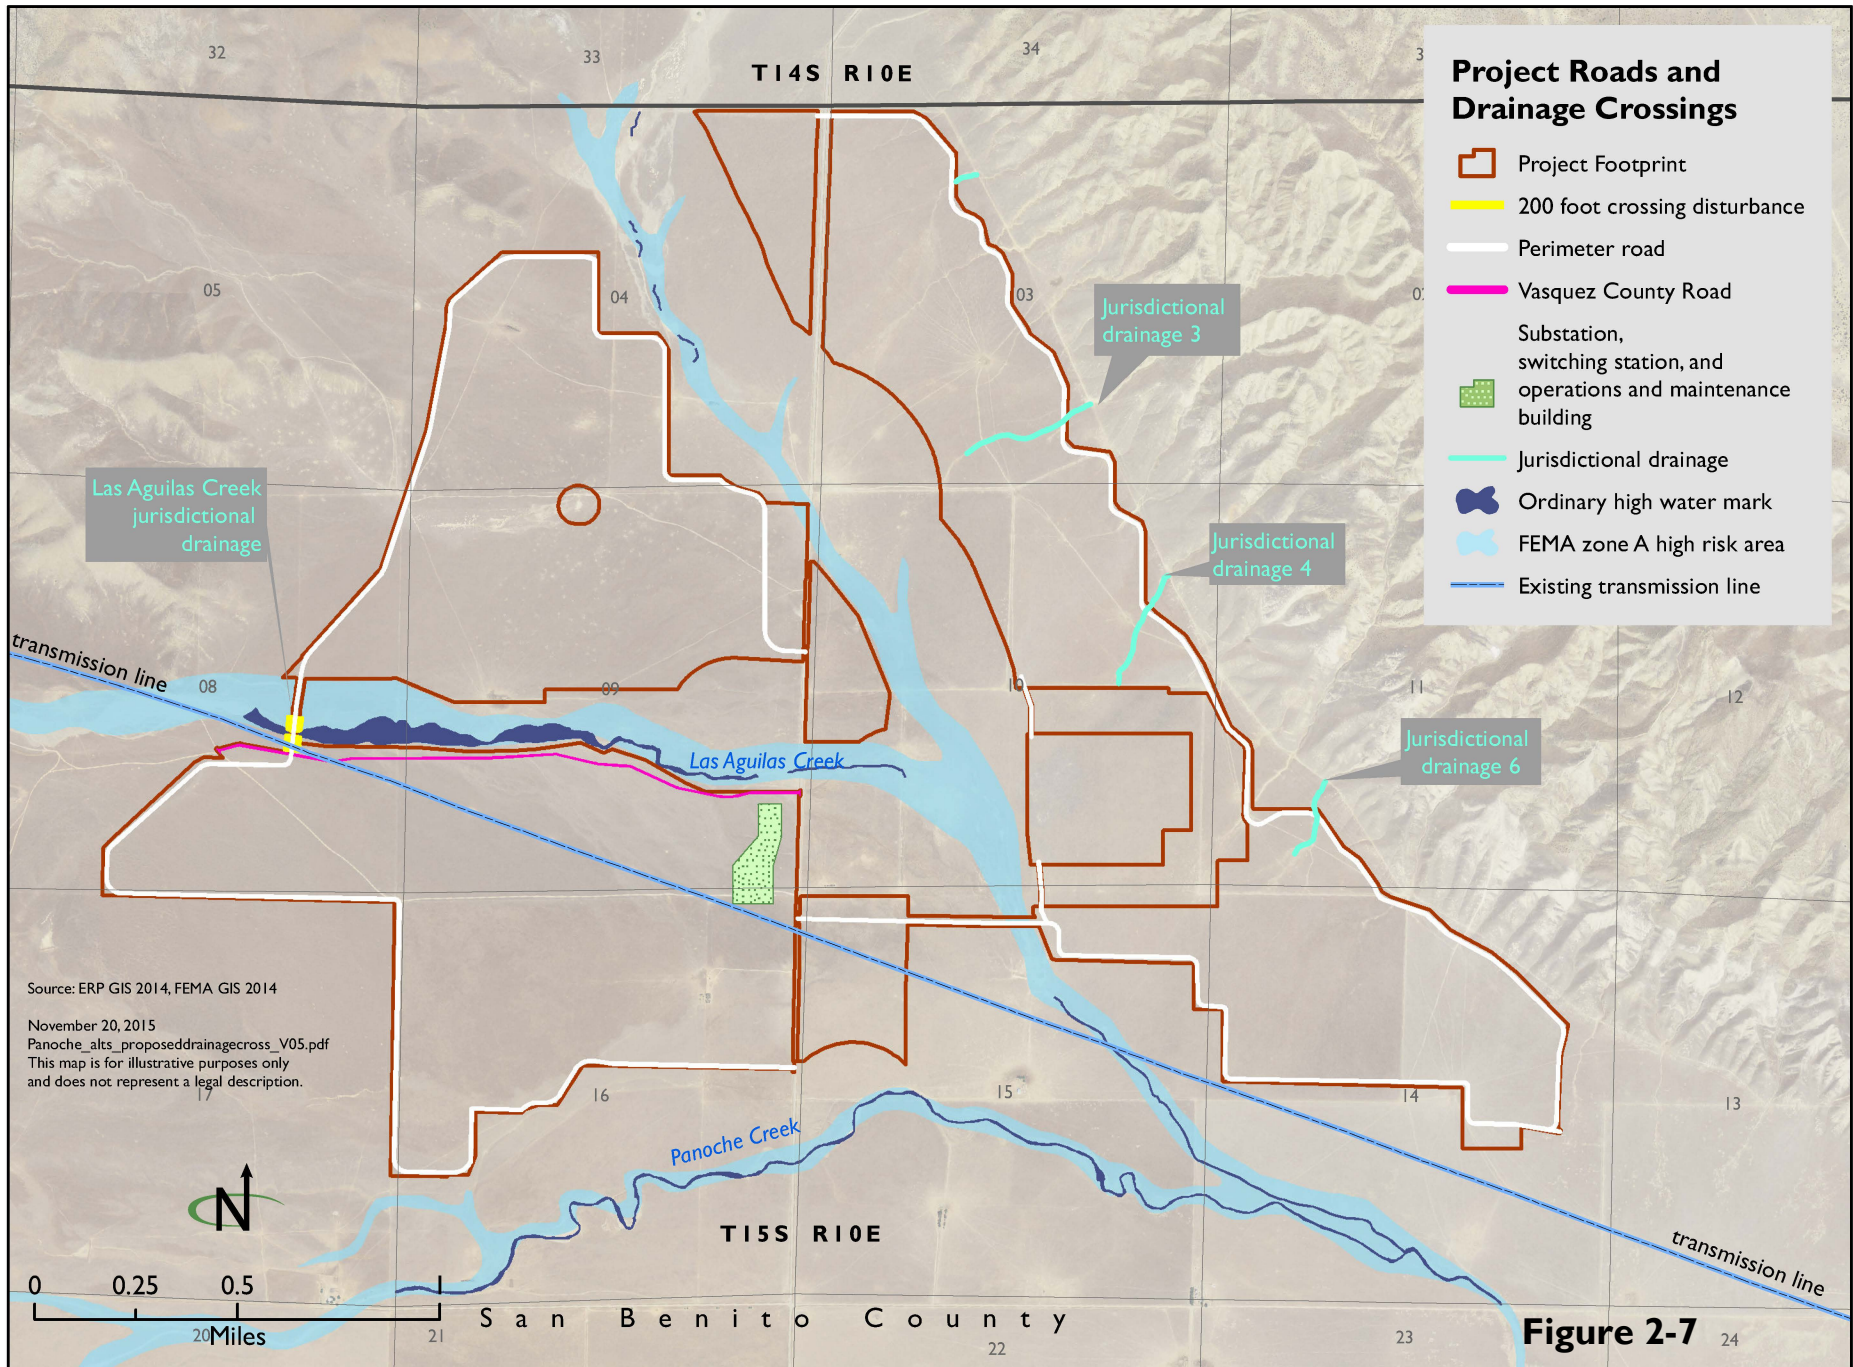 32
33
34
T14S R10E
3
Project Roads and
Drainage Crossings
Project Footprint
200 foot crossing disturbance
Perimeter road
Vasquez County Road
Substation,
switching station, and
operations and maintenance
building
Jurisdictional drainage
Ordinary high water mark
FEMA zone A high risk area
Existing transmission line
05
04
03
Jurisdictional
drainage 3
Las Aguilas Creek
jurisdictional
drainage
Jurisdictional
drainage 4
transmission line
08
09
10
11
12
Las Aguilas Creek
Jurisdictional
drainage 6
Source: ERP GIS 2014, FEMA GIS 2014
November 20, 2015
Panoche_alts_proposeddrainagecross_V05.pdf
This map is for illustrative purposes only
and does not represent a legal description.
17
16
15
14
13
Panoche Creek
N
T15S R10E
transmission line
0 0.25 0.5 1
Miles
San Benito County
20
21
22
23
24
Figure 2-7